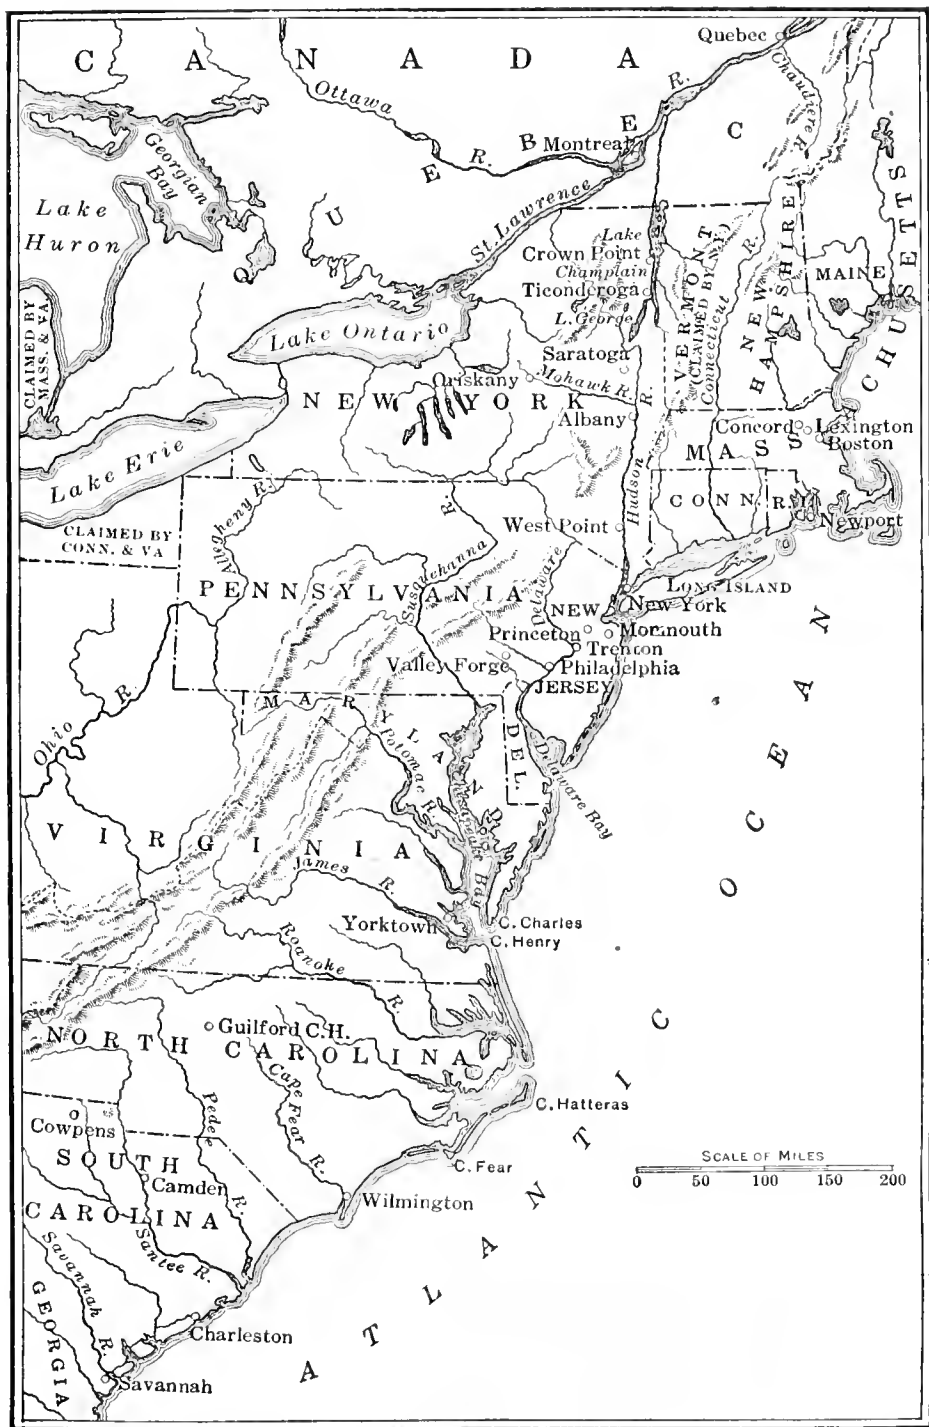 CANADA
Quebec
Chaudiere R.
Ottawa R.
QUEBEC
Montreal
St. Lawrence R.
Georgian Bay
Lake Huron
Lake Champlain
Crown Point
Ticonderoga
L. George
VERMONT
(CLAIMED BY N.Y.)
Connecticut R.
NEW HAMPSHIRE
MAINE
MASSACHUSETTS
CLAIMED BY MASS. & VA.
Lake Ontario
Saratoga
Oriskany
Mohawk R.
NEW YORK
Albany
Concord
Lexington
Boston
Lake Erie
Hudson R.
CONN.
R.I.
Newport
West Point
CLAIMED BY CONN. & VA
Allegheny R.
PENNSYLVANIA
Susquehanna R.
Delaware
LONG ISLAND
NEW JERSEY
New York
Princeton
Monmouth
Trenton
Valley Forge
Philadelphia
MARYLAND
DEL.
Ohio R.
Potomac R.
Chesapeake Bay
Delaware Bay
VIRGINIA
James R.
Yorktown
C. Charles
C. Henry
Roanoke R.
Guilford C.H.
NORTH CAROLINA
Cape Fear R.
Pedee R.
C. Hatteras
Cowpens
SOUTH CAROLINA
Camden
C. Fear
Wilmington
Santee R.
Savannah R.
GEORGIA
Charleston
Savannah
ATLANTIC OCEAN
SCALE OF MILES
0 50 100 150 200